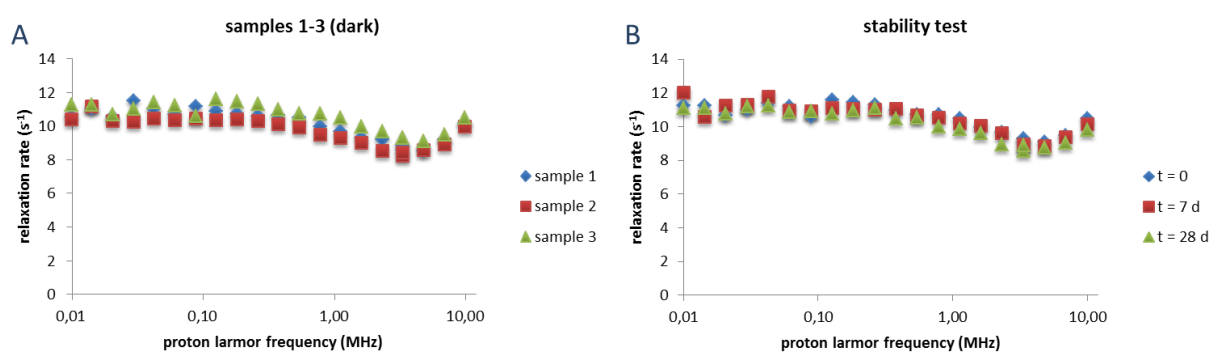 A
samples 1-3 (dark)
14
12
10
8
6
4
2
0
relaxation rate (s⁻¹)
0,01
0,10
1,00
10,00
proton larmor frequency (MHz)
sample 1
sample 2
sample 3
B
stability test
14
12
10
8
6
4
2
0
relaxation rate (s⁻¹)
0,01
0,10
1,00
10,00
proton larmor frequency (MHz)
t = 0
t = 7 d
t = 28 d